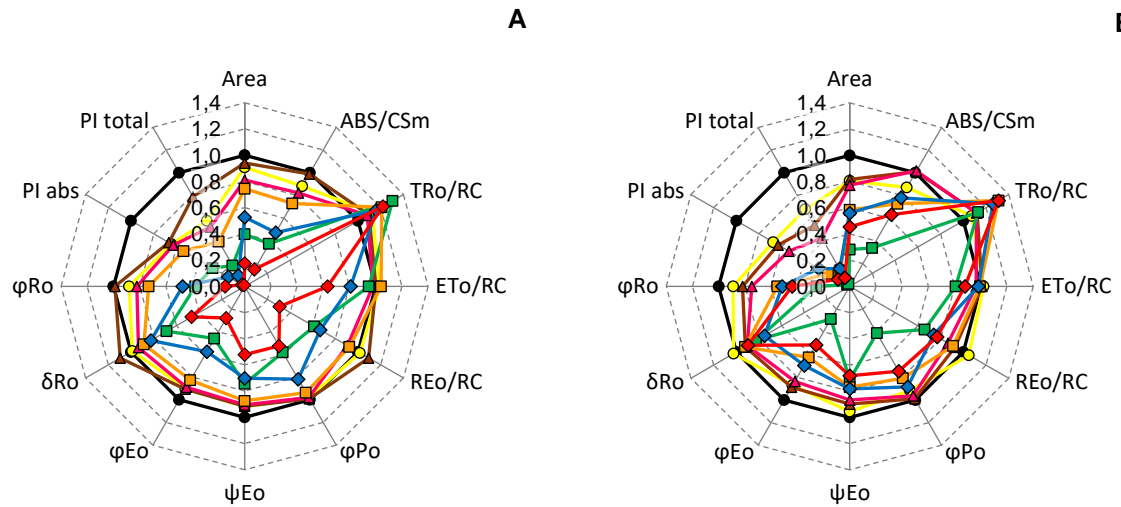 A
Area
1,4
1,2
1,0
0,8
0,6
0,4
0,2
0,0
ABS/CSm
TRo/RC
ETo/RC
REo/RC
φPo
ψEo
φEo
δRo
φRo
PI abs
PI total
Area
1,4
1,2
1,0
0,8
0,6
0,4
0,2
0,0
ABS/CSm
TRo/RC
ETo/RC
REo/RC
φPo
ψEo
φEo
δRo
φRo
PI abs
PI total